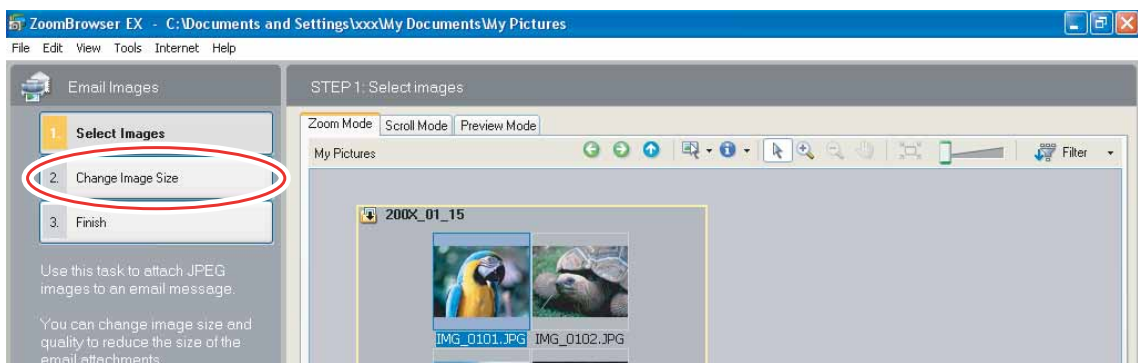 ZoomBrowser EX - C:\Documents and Settings\xxx\My Documents\My Pictures
File Edit View Tools Internet Help
Email Images
1. Select Images
2. Change Image Size
3. Finish
Use this task to attach JPEG
images to an email message.
You can change image size and
quality to reduce the size of the
email attachments.
STEP 1: Select images
Zoom Mode Scroll Mode Preview Mode
My Pictures Filter
200X_01_15
IMG_0101.JPG IMG_0102.JPG